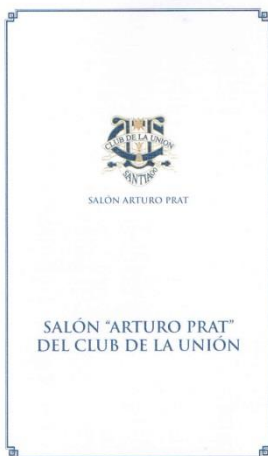 CLUB DE LA UNION
SANTIAGO
SALÓN ARTURO PRAT
SALÓN "ARTURO PRAT"
DEL CLUB DE LA UNIÓN